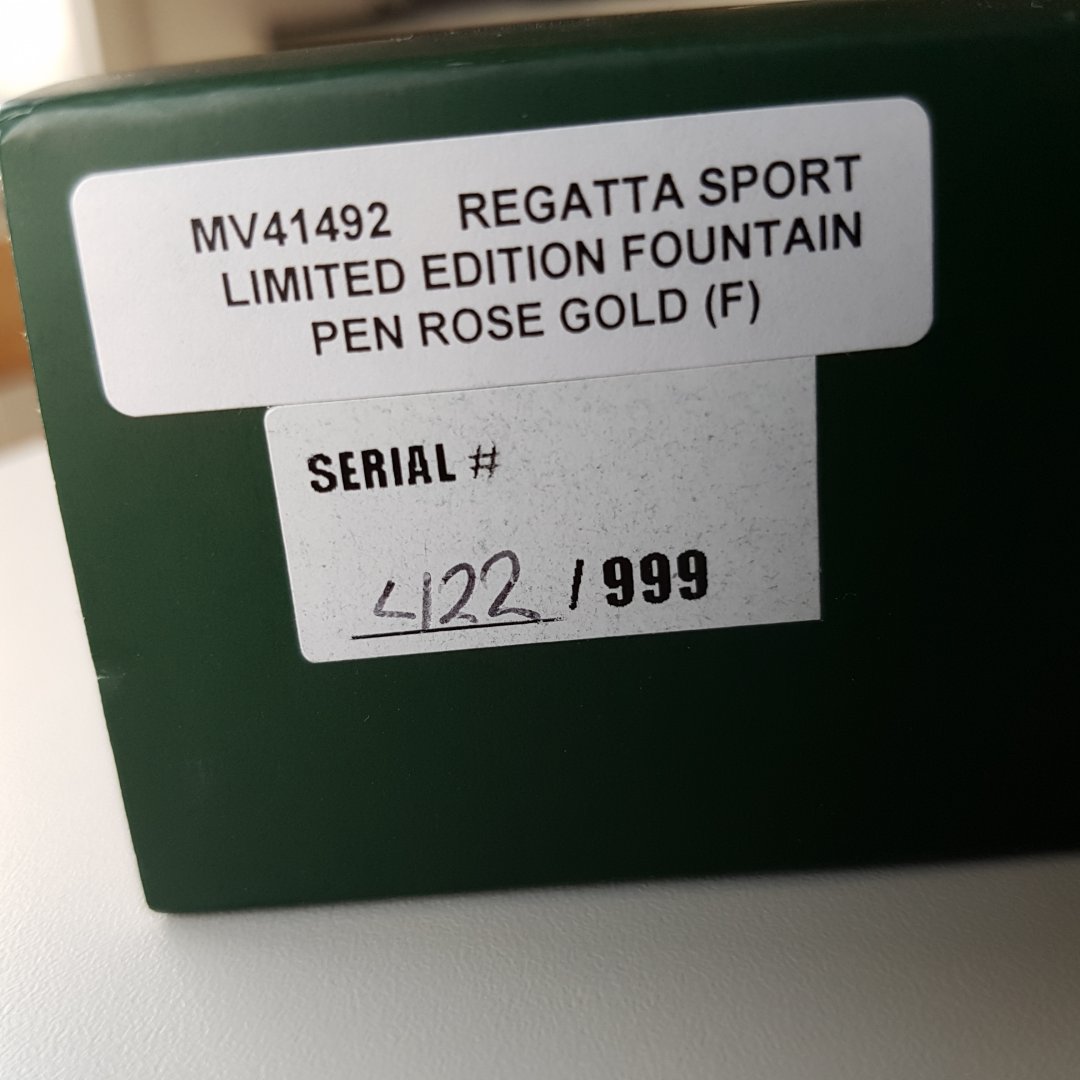 MV41492 REGATTA SPORT
LIMITED EDITION FOUNTAIN
PEN ROSE GOLD (F)
SERIAL #
422 / 999